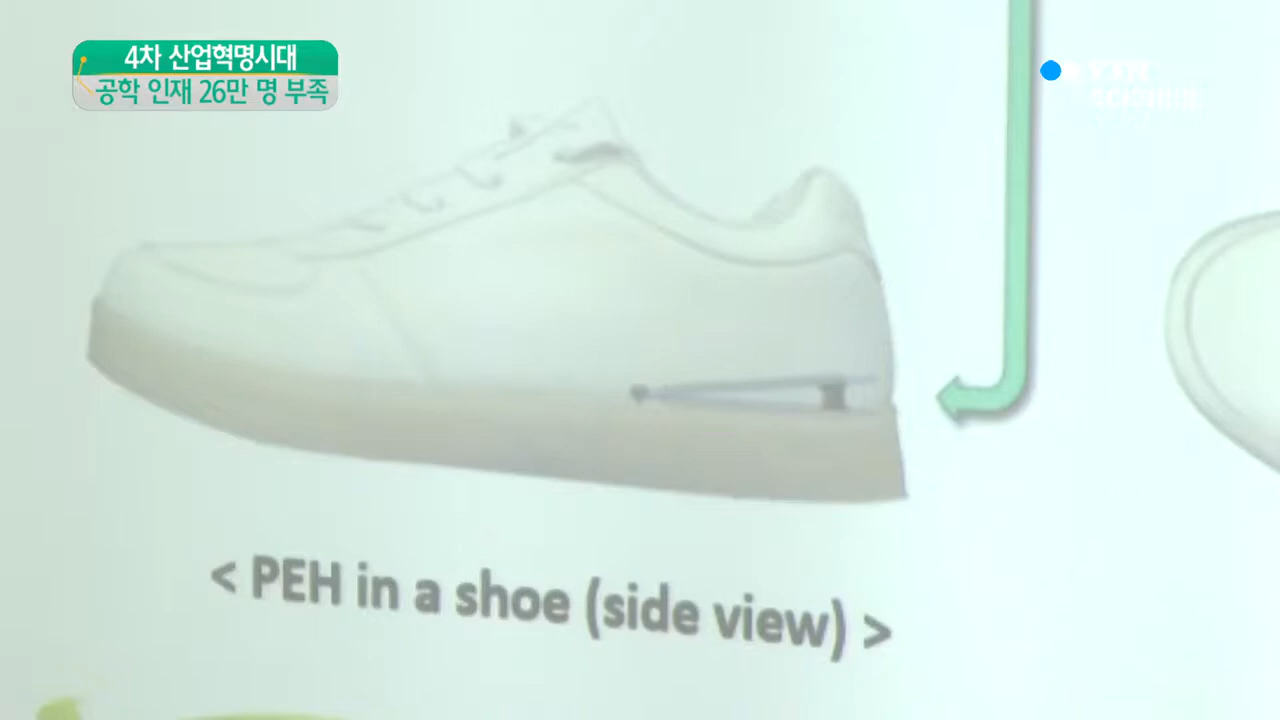 4차 산업혁명시대
공학 인재 26만 명 부족
YTN
SCIENCE
< PEH in a shoe (side view) >